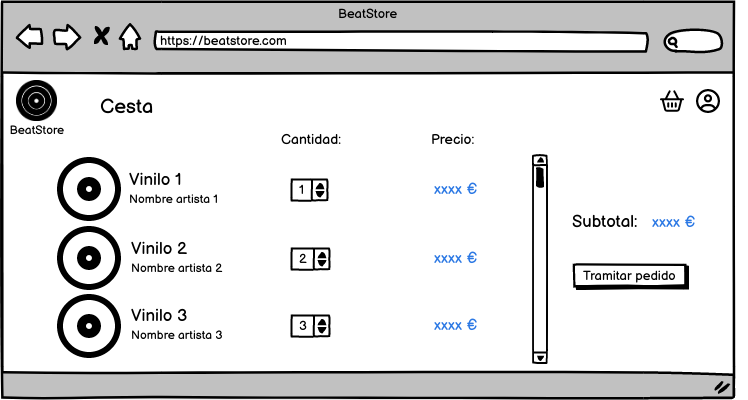 BeatStore
https://beatstore.com
BeatStore
Cesta
Cantidad:
Precio:
Vinilo 1
Nombre artista 1
1
xxxx €
Vinilo 2
Nombre artista 2
2
xxxx €
Vinilo 3
Nombre artista 3
3
xxxx €
Subtotal: xxxx €
Tramitar pedido